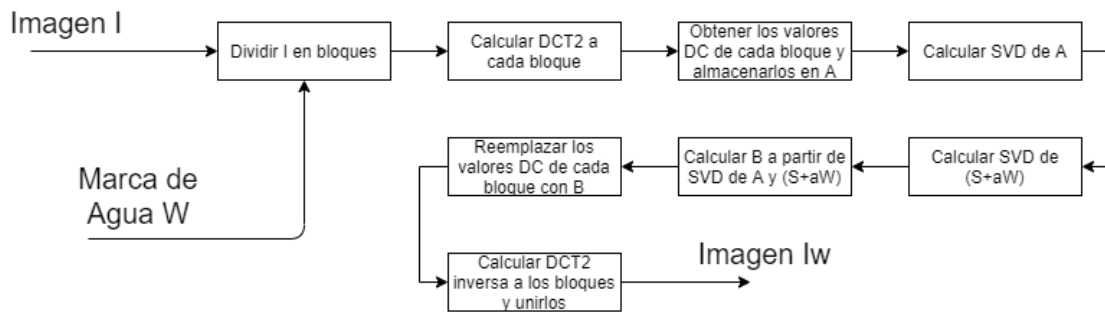 Imagen I
Dividir I en bloques
Calcular DCT2 a
cada bloque
Obtener los valores
DC de cada bloque y
almacenarlos en A
Calcular SVD de A
Marca de
Agua W
Reemplazar los
valores DC de cada
bloque con B
Calcular B a partir de
SVD de A y (S+aW)
Calcular SVD de
(S+aW)
Calcular DCT2
inversa a los bloques
y unirlos
Imagen Iw